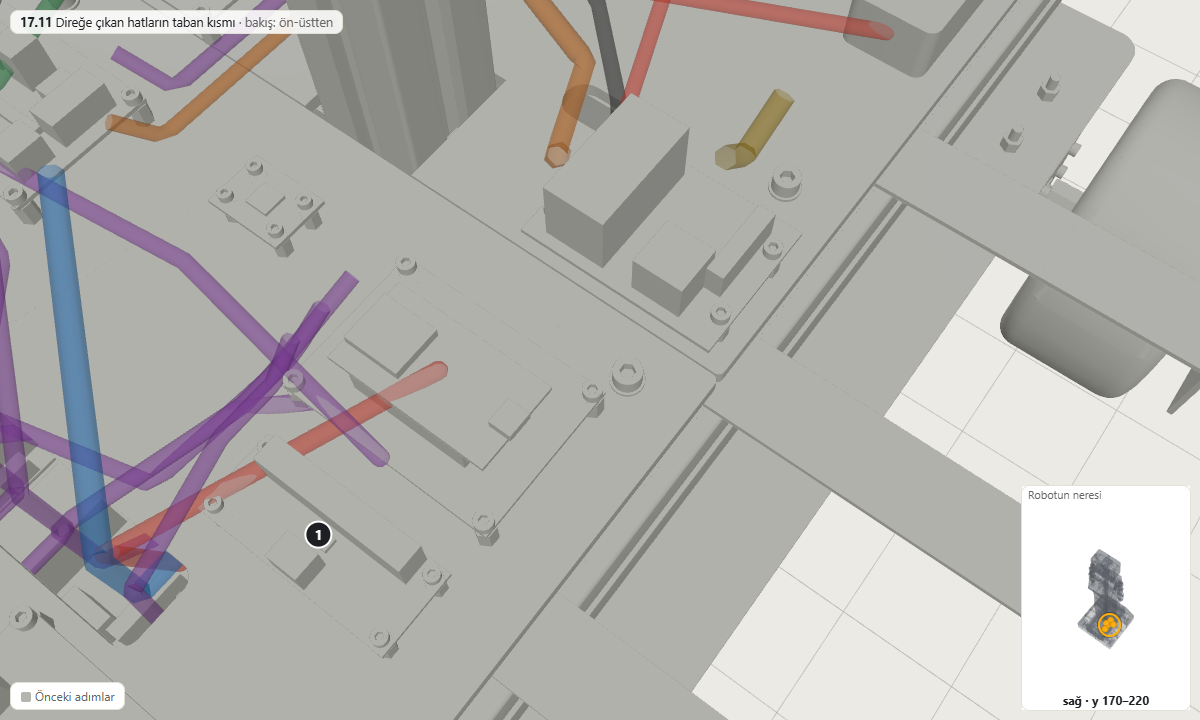 17.11 Direğe çıkan hatların taban kısmı · bakış: ön-üstten
1
Robotun neresi
sağ · y 170–220
Önceki adımlar